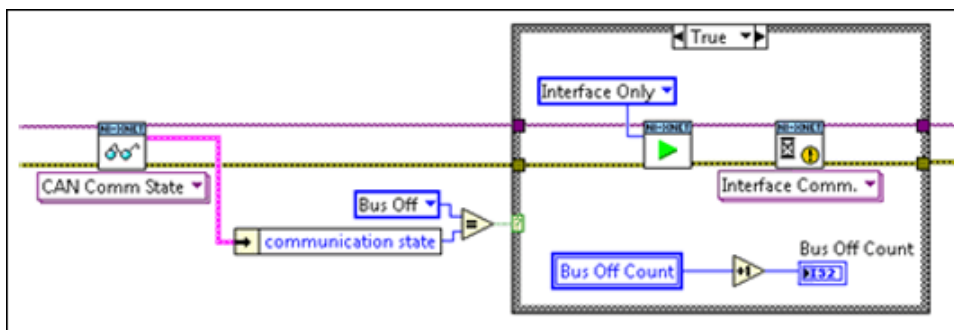 True
Interface Only
NI-XNET
NI-XNET
NI-XNET
CAN Comm State
Interface Comm.
Bus Off
communication state
Bus Off Count
Bus Off Count
+1
I32